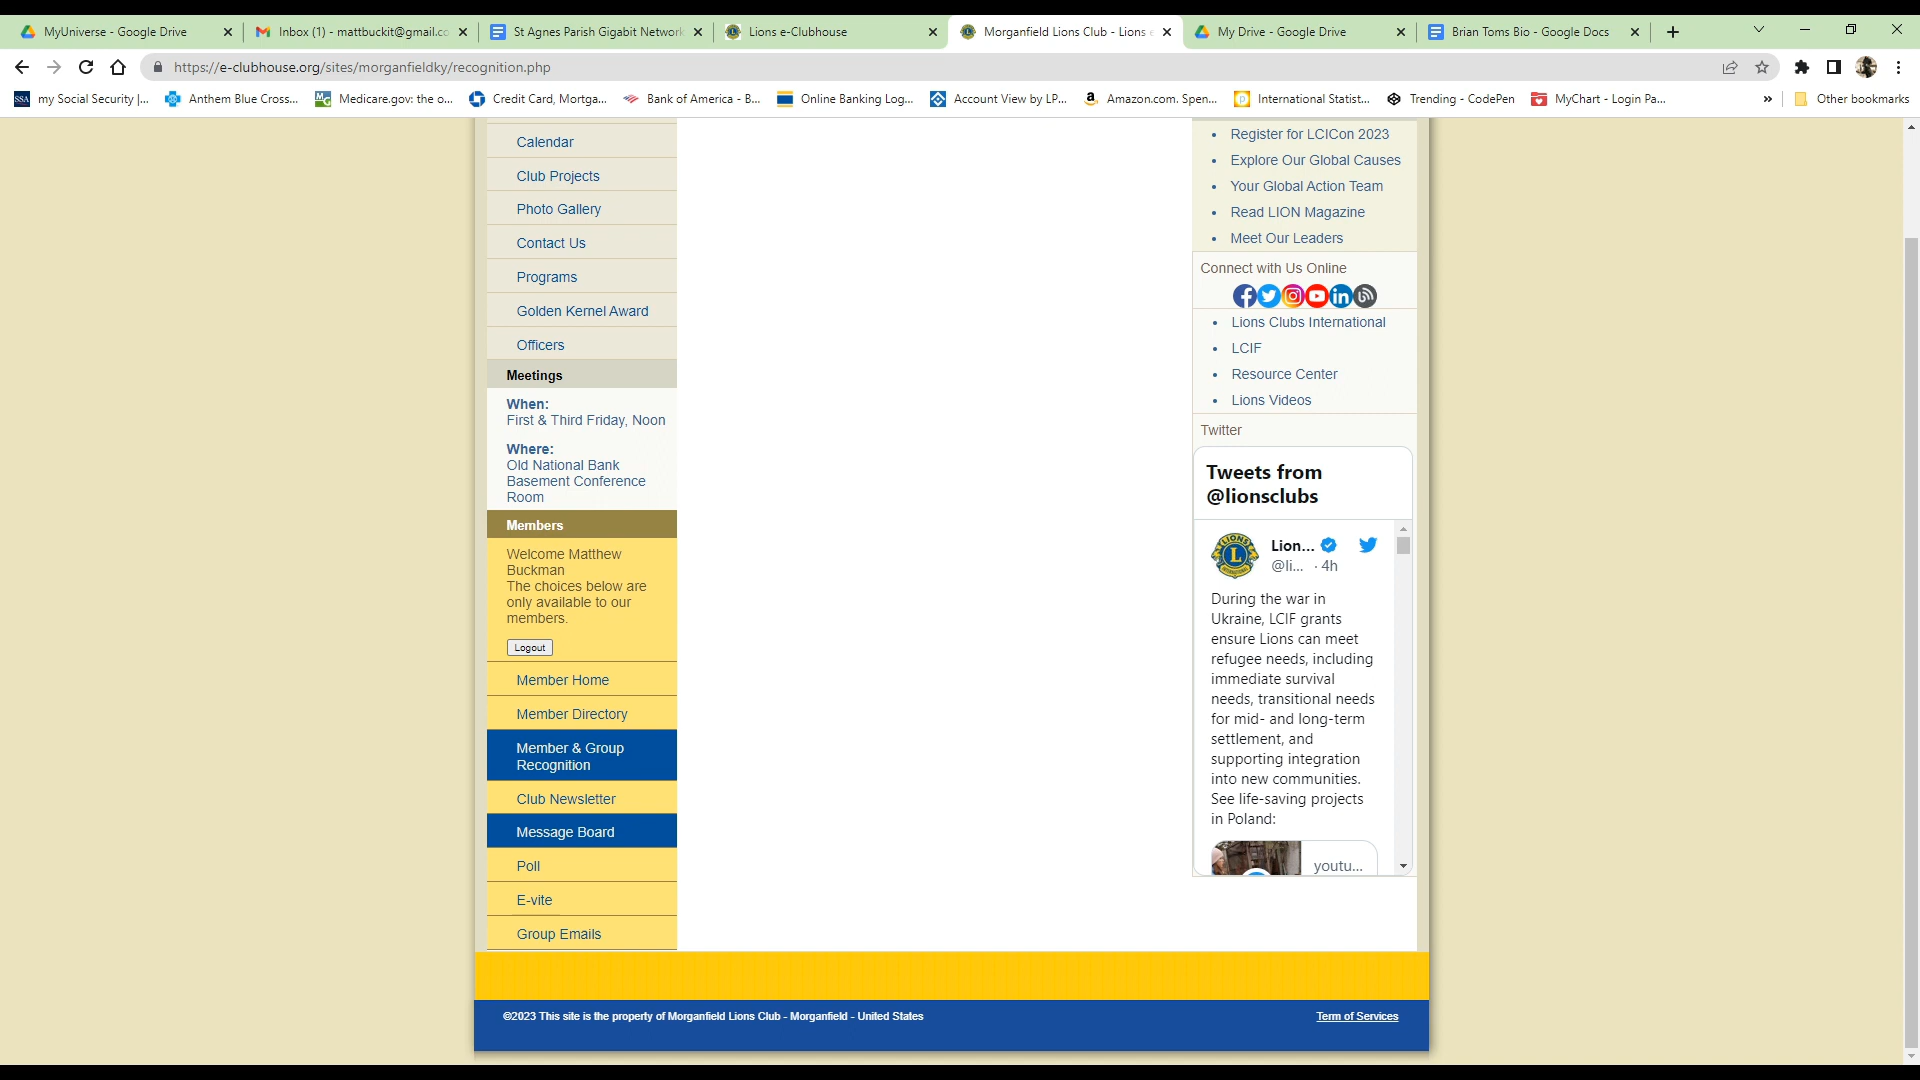 MyUniverse - Google Drive
Inbox (1) - mattbuckit@gmail.co
St Agnes Parish Gigabit Network
Lions e-Clubhouse
Morganfield Lions Club - Lions e
My Drive - Google Drive
Brian Toms Bio - Google Docs
https://e-clubhouse.org/sites/morganfieldky/recognition.php
SSA my Social Security |...
Anthem Blue Cross...
MG Medicare.gov: the o...
Credit Card, Mortga...
Bank of America - B...
Online Banking Log...
Account View by LP...
Amazon.com. Spen...
International Statist...
Trending - CodePen
MyChart - Login Pa...
»
Other bookmarks
Calendar
Club Projects
Photo Gallery
Contact Us
Programs
Golden Kernel Award
Officers
Meetings
When:
First & Third Friday, Noon
Where:
Old National Bank
Basement Conference
Room
Members
Welcome Matthew
Buckman
The choices below are
only available to our
members.
Logout
Member Home
Member Directory
Member & Group
Recognition
Club Newsletter
Message Board
Poll
E-vite
Group Emails
Register for LCICon 2023
Explore Our Global Causes
Your Global Action Team
Read LION Magazine
Meet Our Leaders
Connect with Us Online
Lions Clubs International
LCIF
Resource Center
Lions Videos
Twitter
Tweets from
@lionsclubs
LIONS
L
Lion...
@li... · 4h
During the war in
Ukraine, LCIF grants
ensure Lions can meet
refugee needs, including
immediate survival
needs, transitional needs
for mid- and long-term
settlement, and
supporting integration
into new communities.
See life-saving projects
in Poland:
youtu...
©2023 This site is the property of Morganfield Lions Club - Morganfield - United States
Term of Services